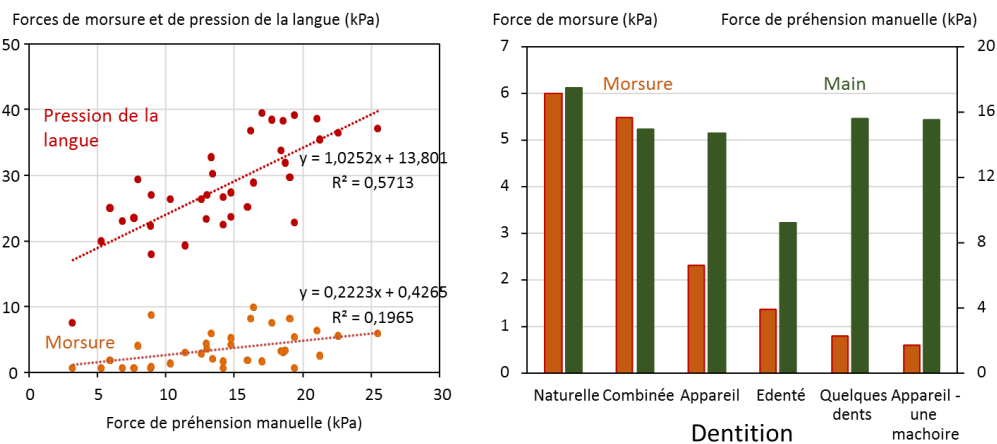 Forces de morsure et de pression de la langue (kPa)
50
40
30
20
10
0
Pression de la
langue
y = 1,0252x + 13,801
R² = 0,5713
y = 0,2223x + 0,4265
R² = 0,1965
Morsure
0 5 10 15 20 25 30
Force de préhension manuelle (kPa)
Force de morsure (kPa)
Force de préhension manuelle (kPa)
7
6
5
4
3
2
1
0
Morsure
Main
20
16
12
8
4
0
Naturelle Combinée Appareil Edenté Quelques Appareil -
dents une
machoire
Dentition